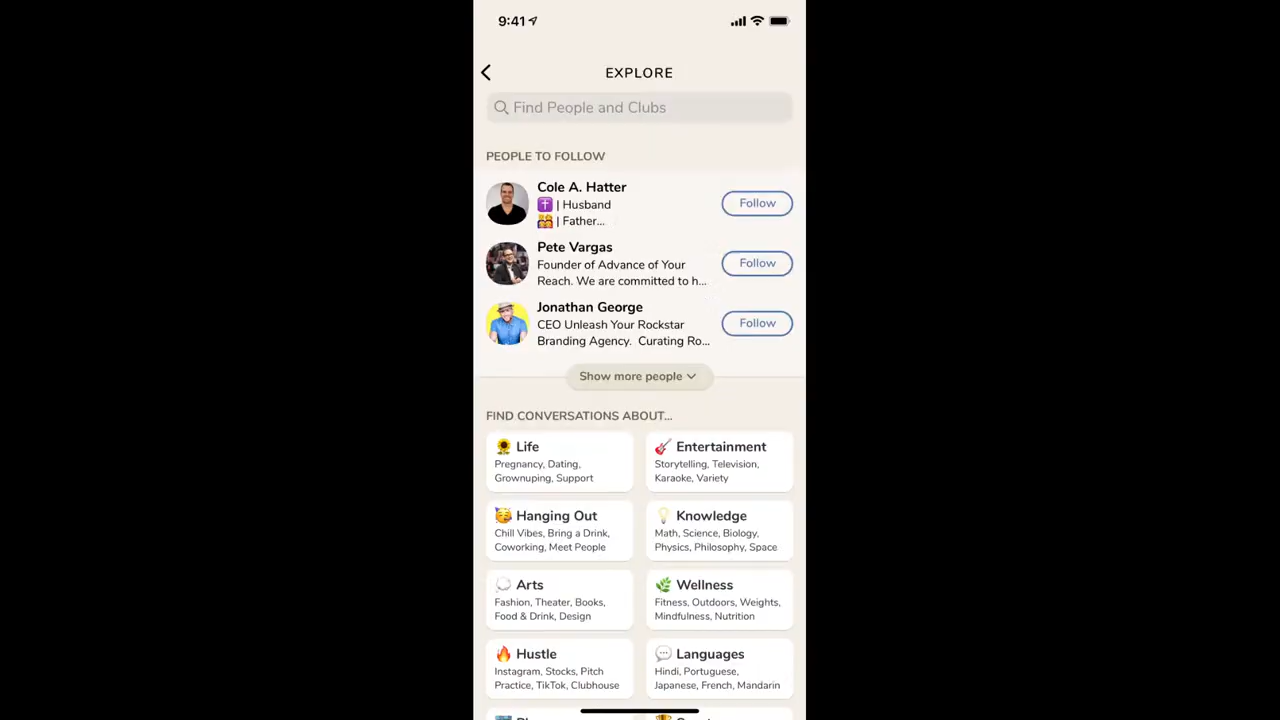 9:41
EXPLORE
Find People and Clubs
PEOPLE TO FOLLOW
Cole A. Hatter
| Husband
| Father...
Follow
Pete Vargas
Founder of Advance of Your
Reach. We are committed to h...
Follow
Jonathan George
CEO Unleash Your Rockstar
Branding Agency. Curating Ro...
Follow
Show more people
FIND CONVERSATIONS ABOUT...
Life
Pregnancy, Dating,
Grownuping, Support
Entertainment
Storytelling, Television,
Karaoke, Variety
Hanging Out
Chill Vibes, Bring a Drink,
Coworking, Meet People
Knowledge
Math, Science, Biology,
Physics, Philosophy, Space
Arts
Fashion, Theater, Books,
Food & Drink, Design
Wellness
Fitness, Outdoors, Weights,
Mindfulness, Nutrition
Hustle
Instagram, Stocks, Pitch
Practice, TikTok, Clubhouse
Languages
Hindi, Portuguese,
Japanese, French, Mandarin